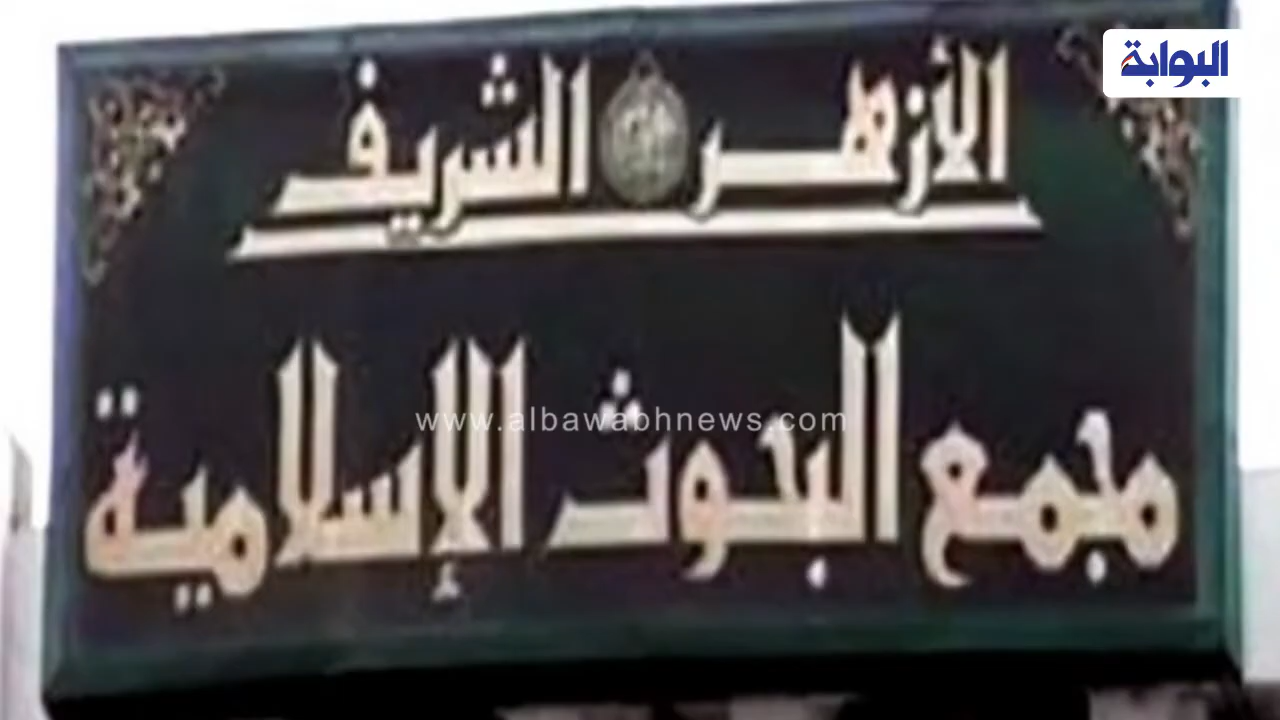 البوابة
الأزهر الشريف
www.albawabhnews.com
مجمع البحوث الإسلامية